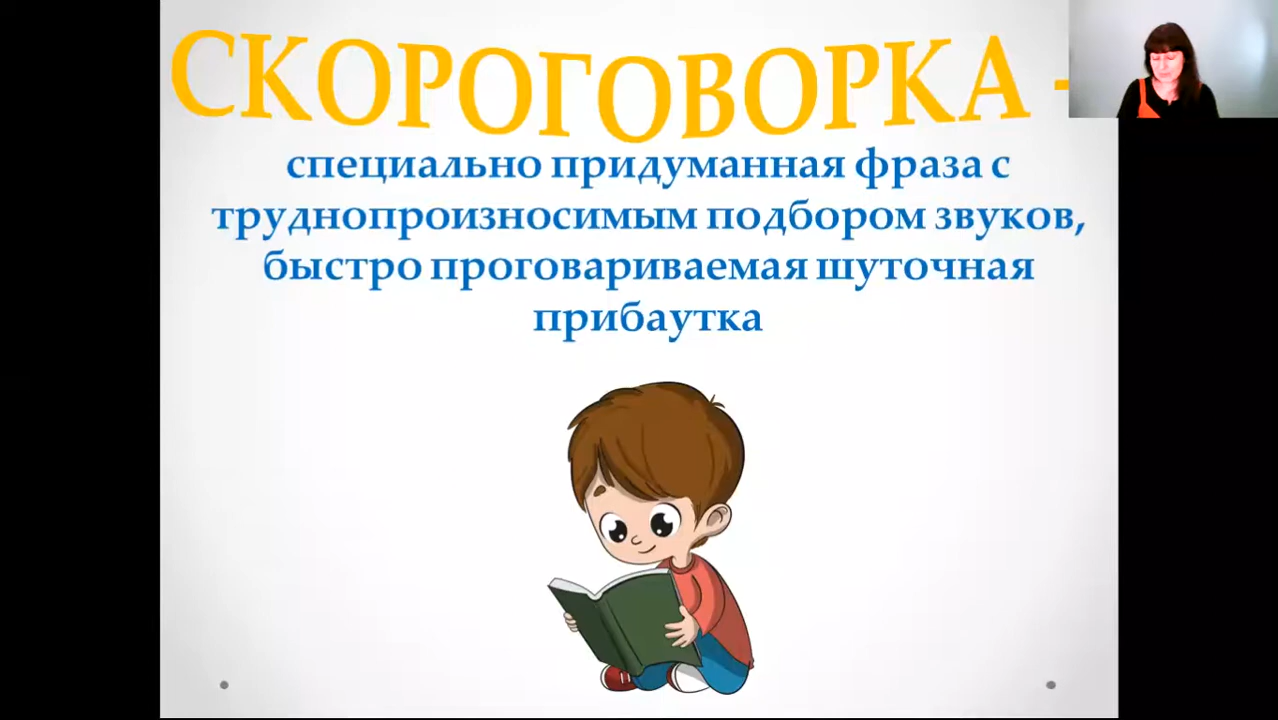 СКОРОГОВОРКА -
специально придуманная фраза с
труднопроизносимым подбором звуков,
быстро проговариваемая шуточная
прибаутка